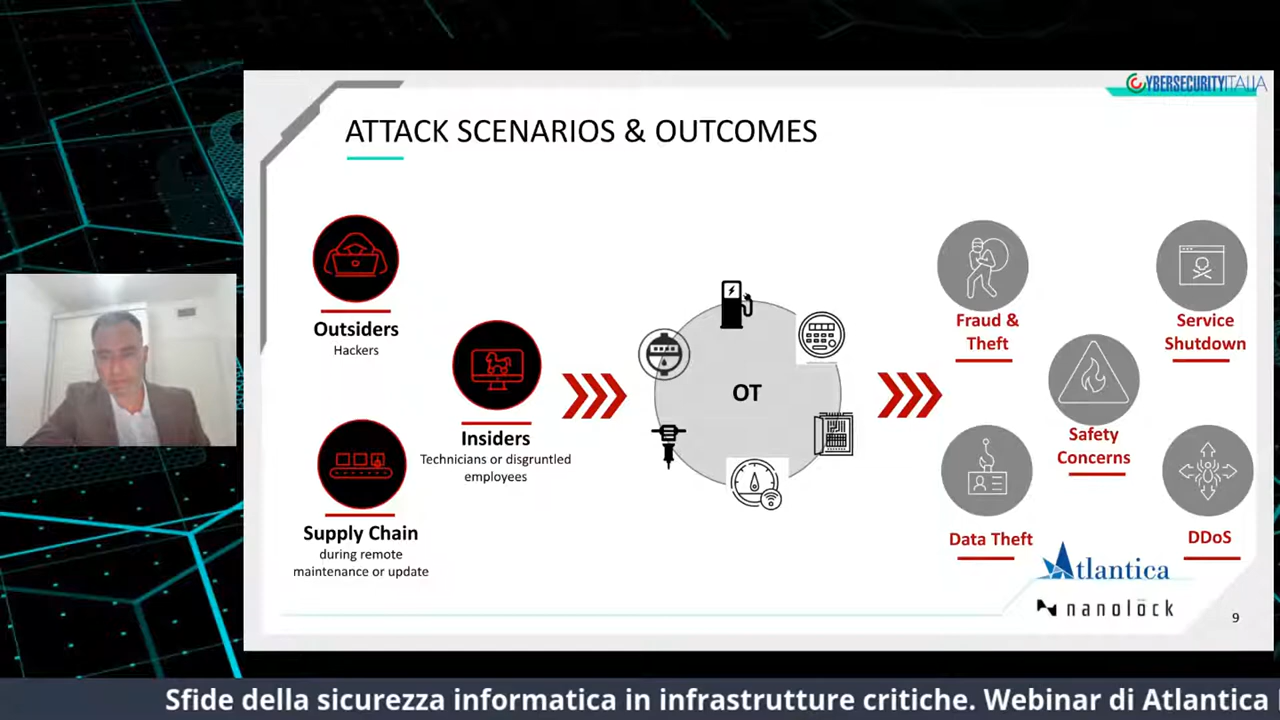 CYBERSECURITYITALIA
ATTACK SCENARIOS & OUTCOMES
Outsiders
Hackers
Insiders
Technicians or disgruntled
employees
Supply Chain
during remote
maintenance or update
OT
Fraud &
Theft
Service
Shutdown
Safety
Concerns
Data Theft
DDoS
Atlantica
nanolock
9
Sfide della sicurezza informatica in infrastrutture critiche. Webinar di Atlantica